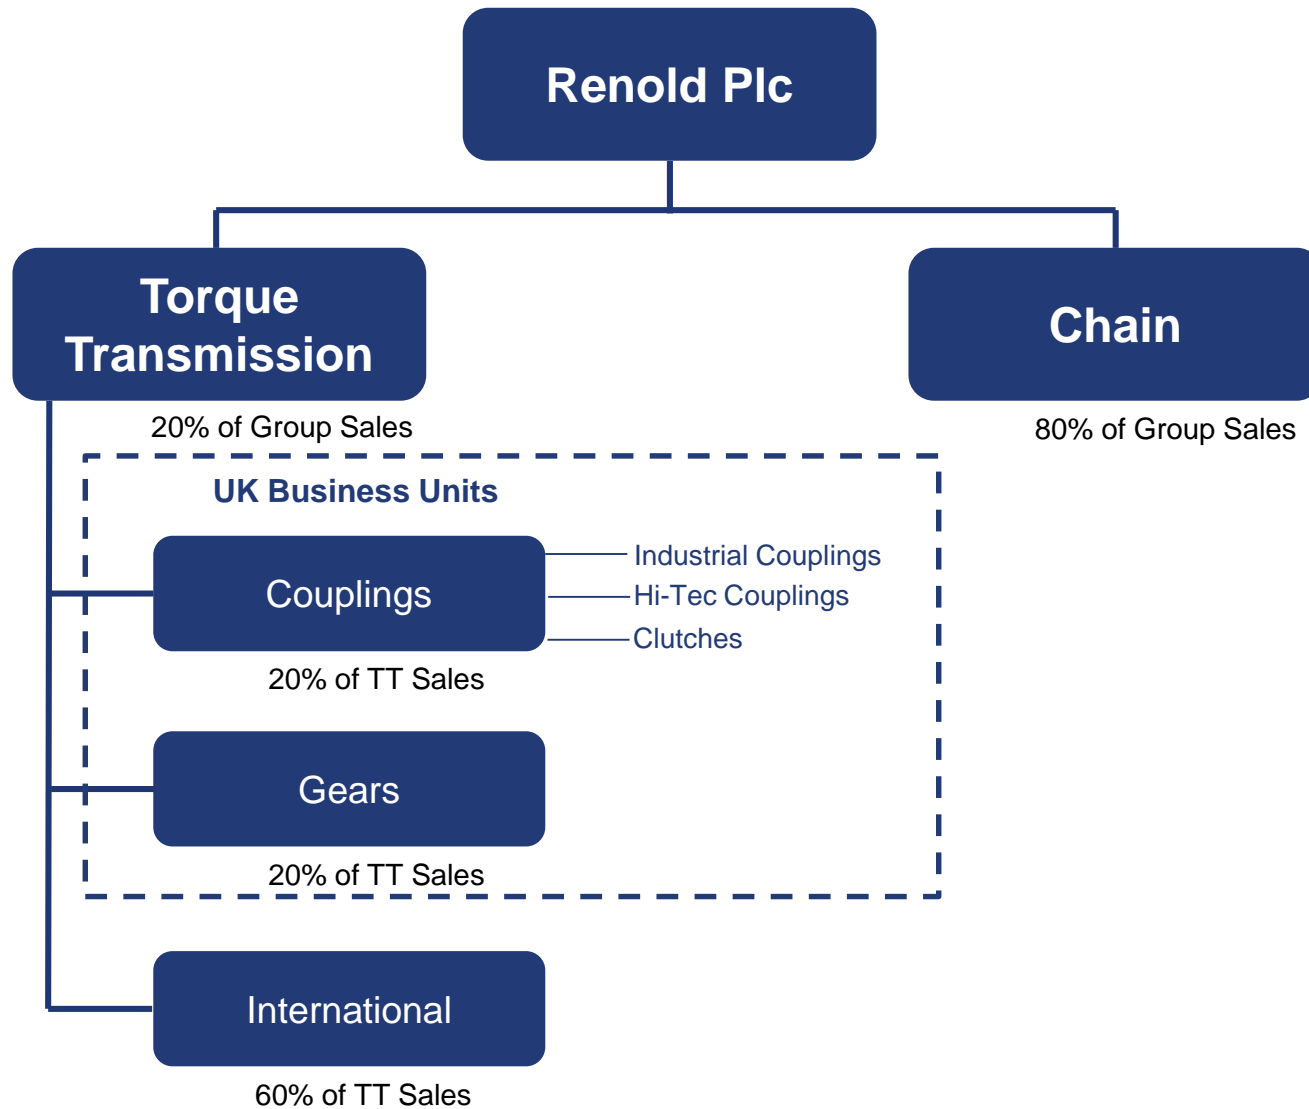 Renold Plc
Torque
Transmission
Chain
20% of Group Sales
80% of Group Sales
UK Business Units
Couplings
Industrial Couplings
Hi-Tec Couplings
Clutches
20% of TT Sales
Gears
20% of TT Sales
International
60% of TT Sales